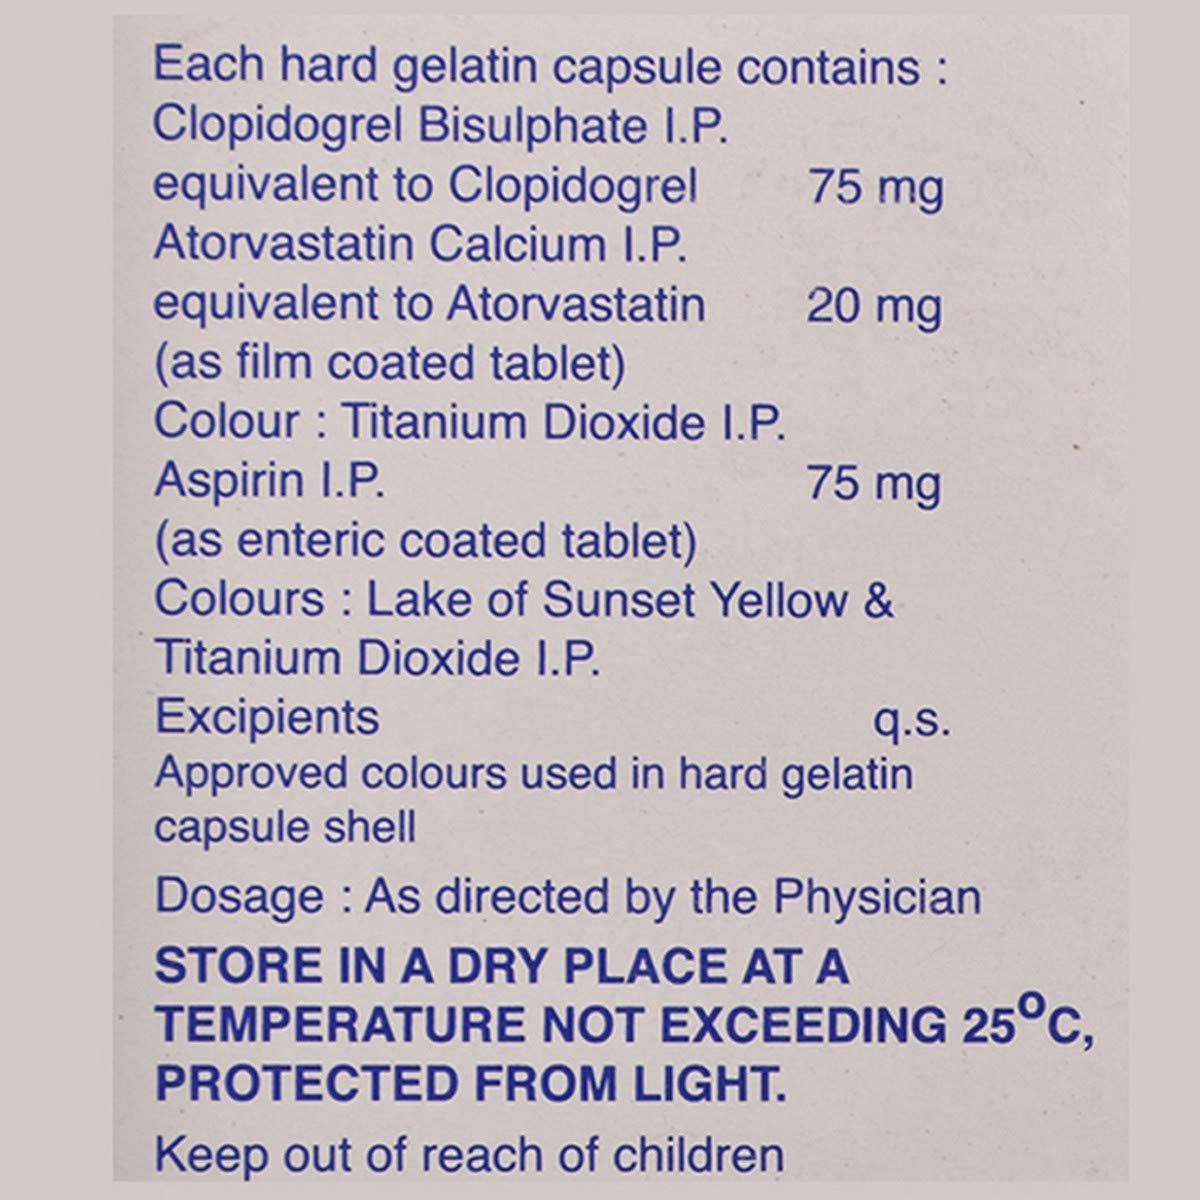 Each hard gelatin capsule contains :
Clopidogrel Bisulphate I.P.
equivalent to Clopidogrel 75 mg
Atorvastatin Calcium I.P.
equivalent to Atorvastatin 20 mg
(as film coated tablet)
Colour : Titanium Dioxide I.P.
Aspirin I.P. 75 mg
(as enteric coated tablet)
Colours : Lake of Sunset Yellow &
Titanium Dioxide I.P.
Excipients q.s.
Approved colours used in hard gelatin
capsule shell
Dosage : As directed by the Physician
STORE IN A DRY PLACE AT A
TEMPERATURE NOT EXCEEDING 25°C,
PROTECTED FROM LIGHT.
Keep out of reach of children